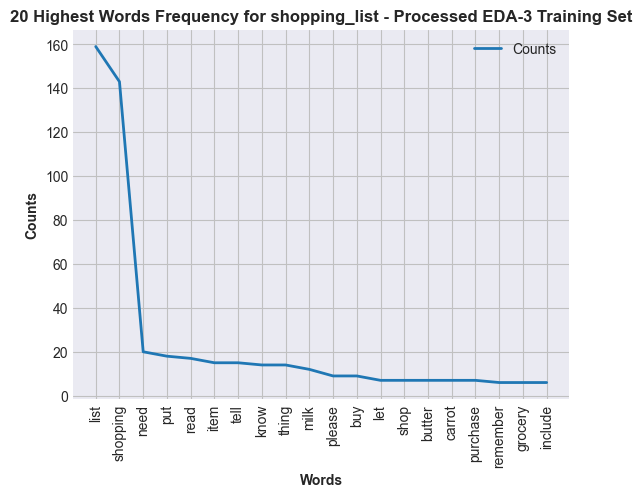 20 Highest Words Frequency for shopping_list - Processed EDA-3 Training Set
Counts
160
140
120
100
80
60
40
20
0
Counts
list
shopping
need
put
read
item
tell
know
thing
milk
please
buy
let
shop
butter
carrot
purchase
remember
grocery
include
Words